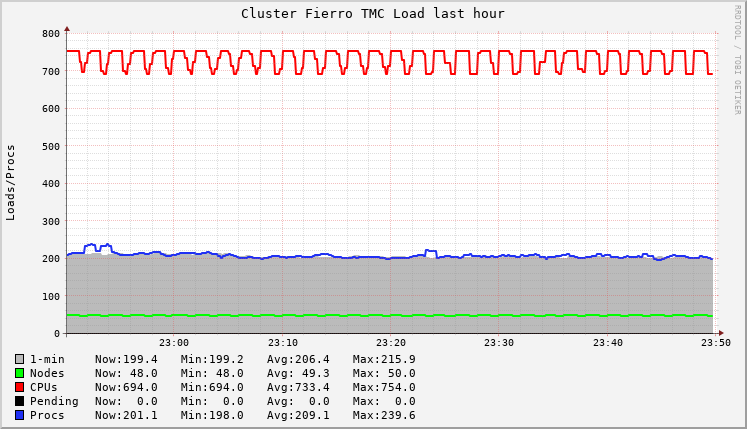 Cluster Fierro TMC Load last hour
RRDTOOL / TOBI OETIKER
Loads/Procs
800
700
600
500
400
300
200
100
0
23:00 23:10 23:20 23:30 23:40 23:50
1-min Now:199.4 Min:199.2 Avg:206.4 Max:215.9
Nodes Now: 48.0 Min: 48.0 Avg: 49.3 Max: 50.0
CPUs Now:694.0 Min:694.0 Avg:733.4 Max:754.0
Pending Now: 0.0 Min: 0.0 Avg: 0.0 Max: 0.0
Procs Now:201.1 Min:198.0 Avg:209.1 Max:239.6